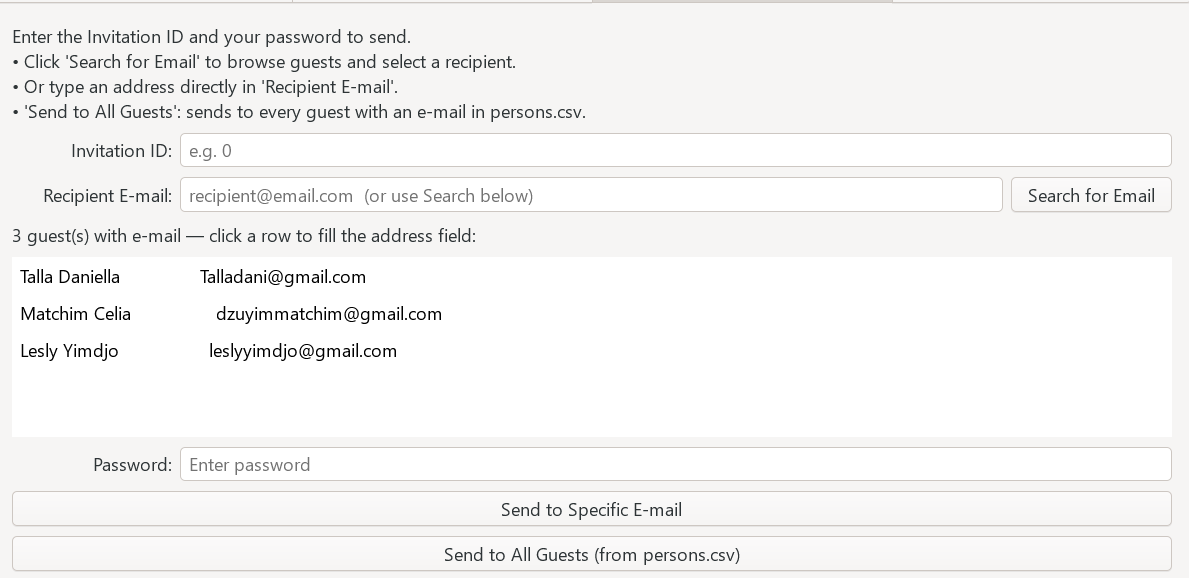 Enter the Invitation ID and your password to send.
• Click 'Search for Email' to browse guests and select a recipient.
• Or type an address directly in 'Recipient E-mail'.
• 'Send to All Guests': sends to every guest with an e-mail in persons.csv.
Invitation ID: e.g. 0
Recipient E-mail: recipient@email.com (or use Search below) Search for Email
3 guest(s) with e-mail — click a row to fill the address field:
Talla Daniella Talladani@gmail.com
Matchim Celia dzuyimmatchim@gmail.com
Lesly Yimdjo leslyyimdjo@gmail.com
Password: Enter password
Send to Specific E-mail
Send to All Guests (from persons.csv)